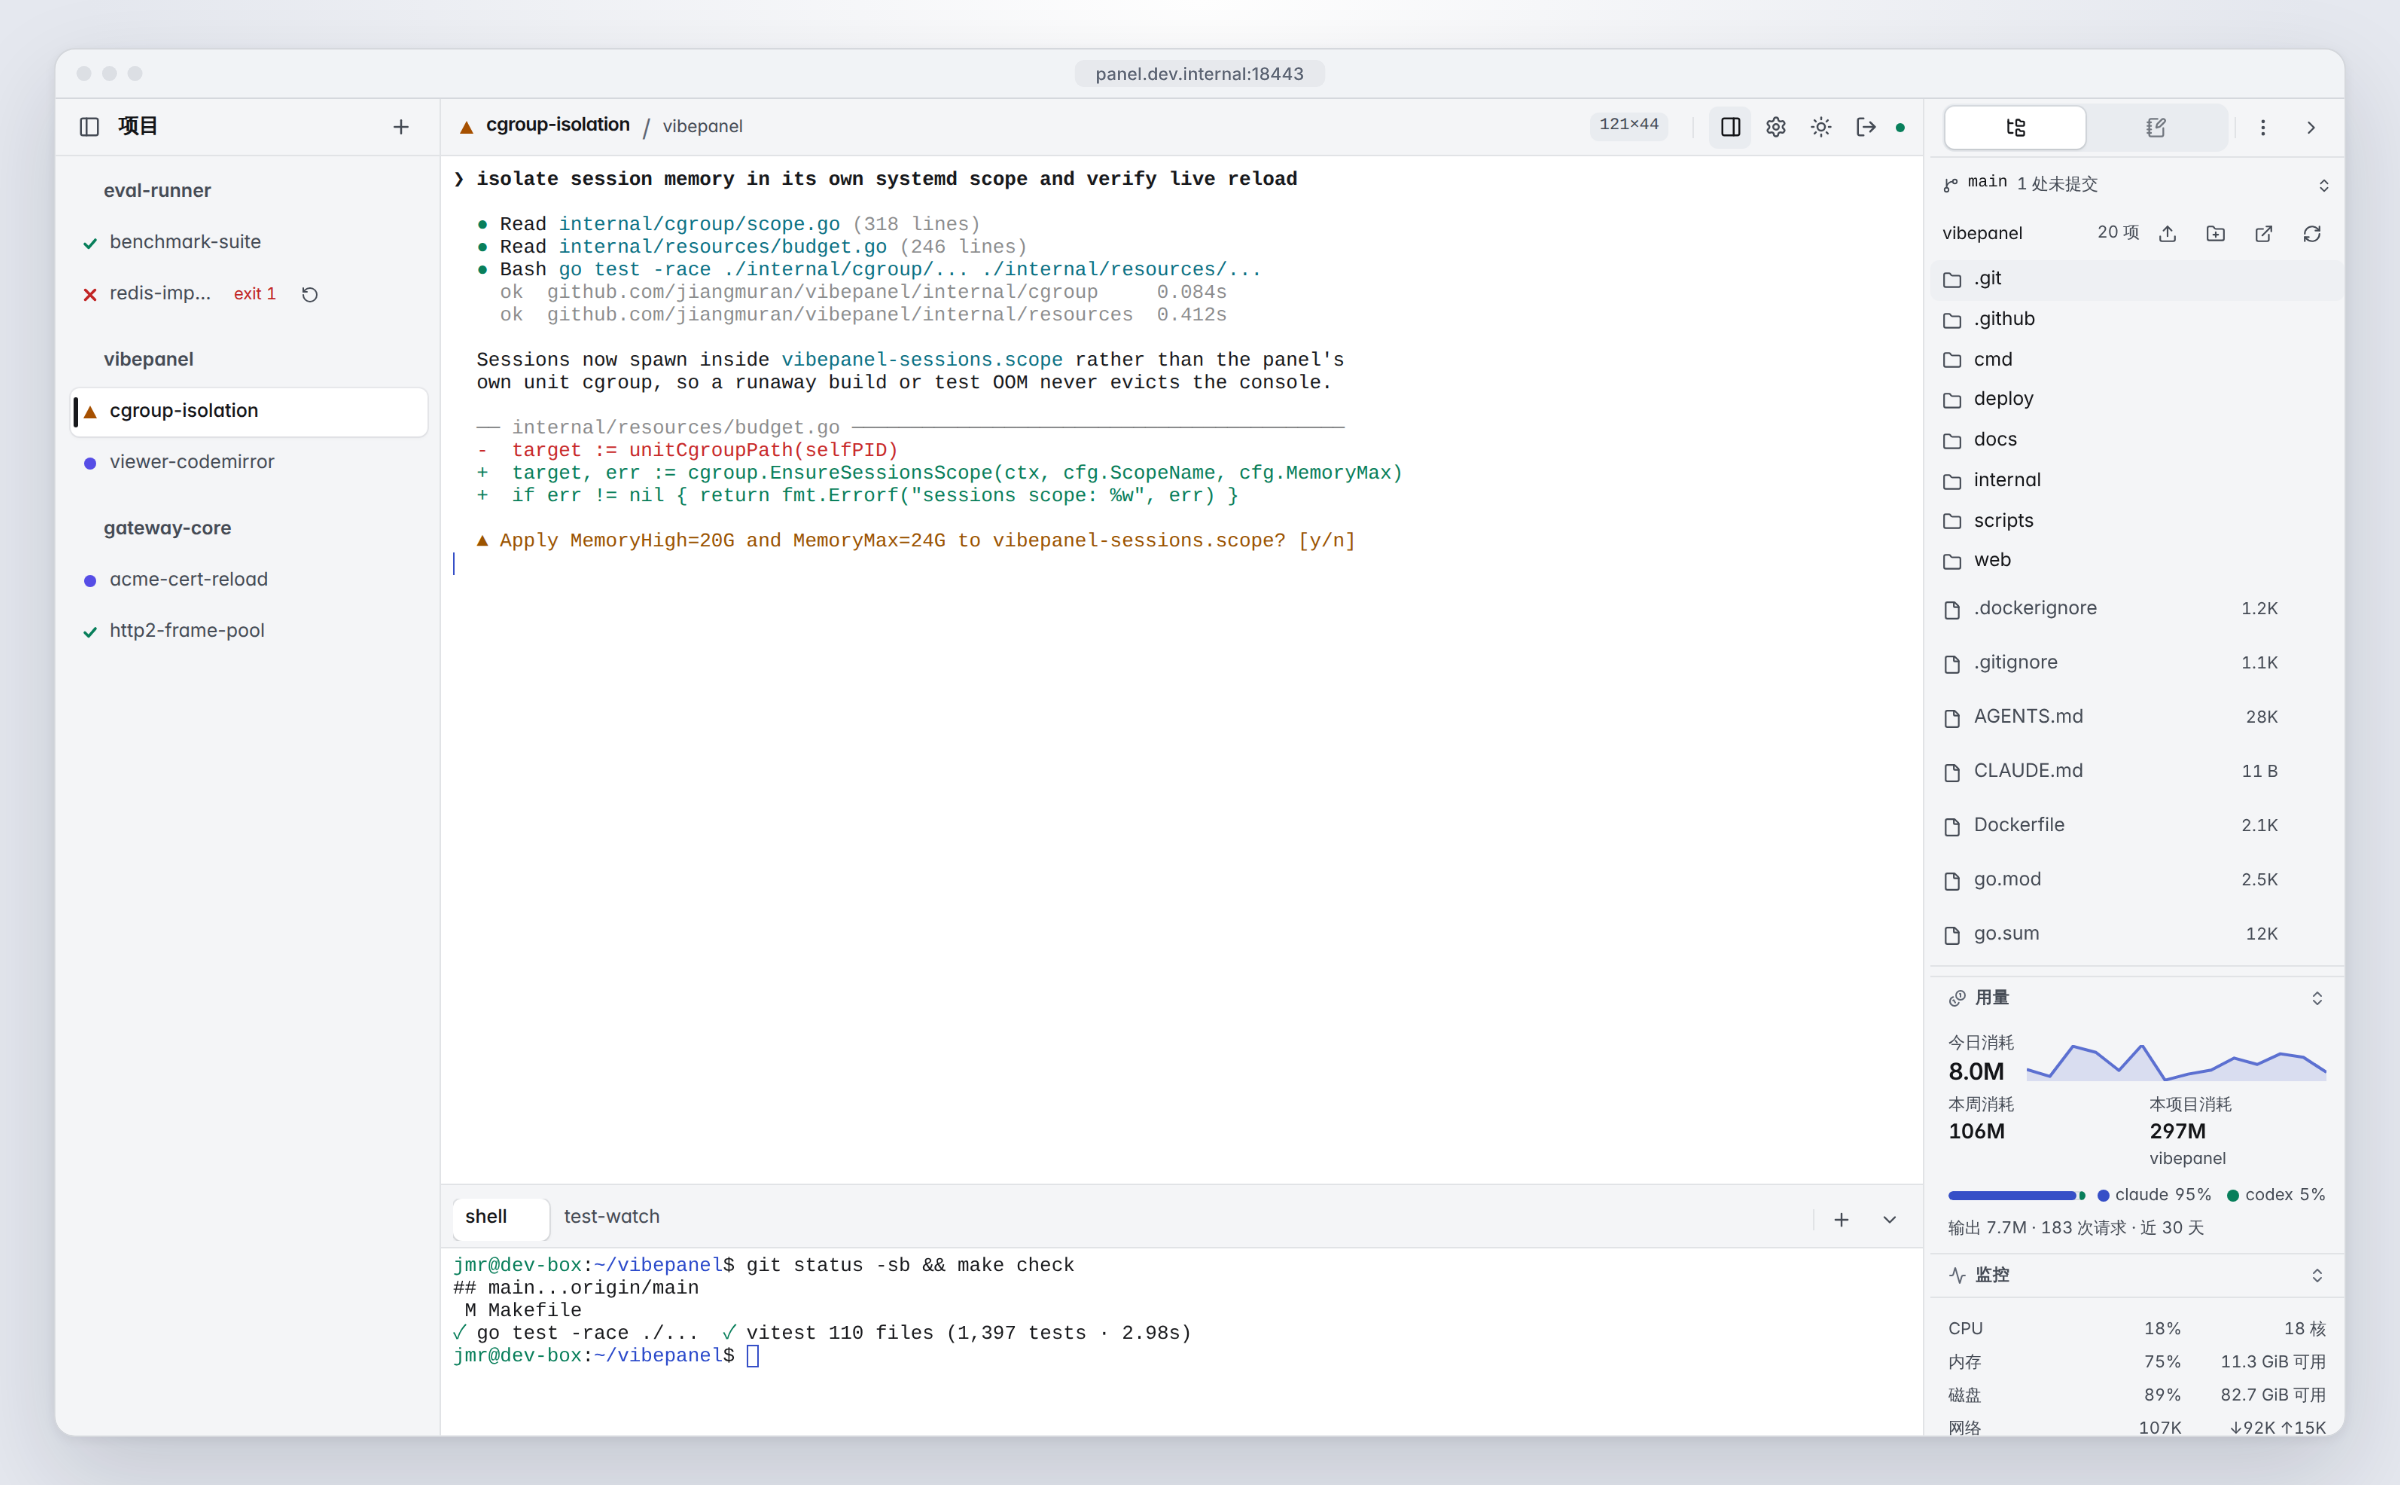 panel.dev.internal:18443
项目
eval-runner
benchmark-suite
redis-imp... exit 1
vibepanel
cgroup-isolation
viewer-codemirror
gateway-core
acme-cert-reload
http2-frame-pool
▲ cgroup-isolation / vibepanel 121×44
❯ isolate session memory in its own systemd scope and verify live reload
● Read internal/cgroup/scope.go (318 lines)
● Read internal/resources/budget.go (246 lines)
● Bash go test -race ./internal/cgroup/... ./internal/resources/...
ok github.com/jiangmuran/vibepanel/internal/cgroup 0.084s
ok github.com/jiangmuran/vibepanel/internal/resources 0.412s
Sessions now spawn inside vibepanel-sessions.scope rather than the panel's
own unit cgroup, so a runaway build or test OOM never evicts the console.
── internal/resources/budget.go ──────────
- target := unitCgroupPath(selfPID)
+ target, err := cgroup.EnsureSessionsScope(ctx, cfg.ScopeName, cfg.MemoryMax)
+ if err != nil { return fmt.Errorf("sessions scope: %w", err) }
▲ Apply MemoryHigh=20G and MemoryMax=24G to vibepanel-sessions.scope? [y/n]
shell test-watch
jmr@dev-box:~/vibepanel$ git status -sb && make check
## main...origin/main
M Makefile
✓ go test -race ./... ✓ vitest 110 files (1,397 tests · 2.98s)
jmr@dev-box:~/vibepanel$
main 1 处未提交
vibepanel 20 项
.git
.github
cmd
deploy
docs
internal
scripts
web
.dockerignore 1.2K
.gitignore 1.1K
AGENTS.md 28K
CLAUDE.md 11 B
Dockerfile 2.1K
go.mod 2.5K
go.sum 12K
用量
今日消耗
8.0M
本周消耗 本项目消耗
106M 297M
vibepanel
claude 95% codex 5%
输出 7.7M · 183 次请求 · 近 30 天
监控
CPU 18% 18 核
内存 75% 11.3 GiB 可用
磁盘 89% 82.7 GiB 可用
网络 107K ↓92K ↑15K